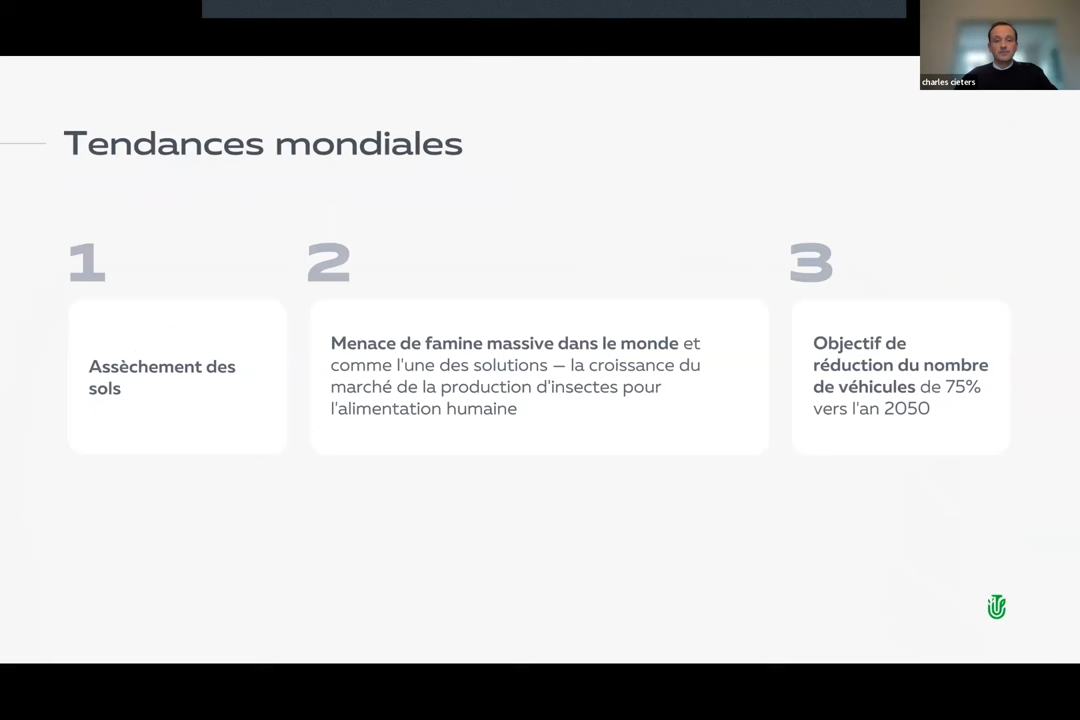 charles cieters
Tendances mondiales
1
Assèchement des
sols
2
Menace de famine massive dans le monde et
comme l'une des solutions — la croissance du
marché de la production d'insectes pour
l'alimentation humaine
3
Objectif de
réduction du nombre
de véhicules de 75%
vers l'an 2050